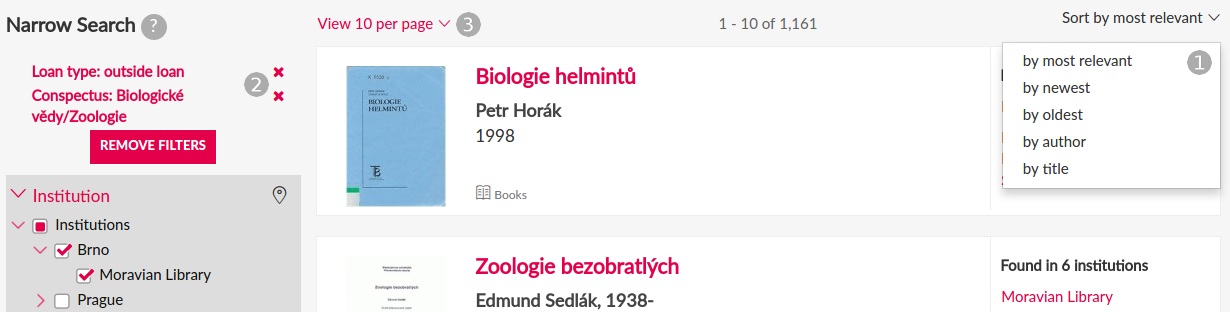 Narrow Search ?
View 10 per page 3
1 - 10 of 1,161
Sort by most relevant
by most relevant 1
by newest
by oldest
by author
by title
Loan type: outside loan
2
Conspectus: Biologické
vědy/Zoologie
REMOVE FILTERS
Institution
Institutions
Brno
Moravian Library
Prague
BIOLOGIE
HELMINTŮ
Biologie helmintů
Petr Horák
1998
Books
Zoologie bezobratlých
Zoologie bezobratlých
Edmund Sedlák, 1938-
Found in 6 institutions
Moravian Library